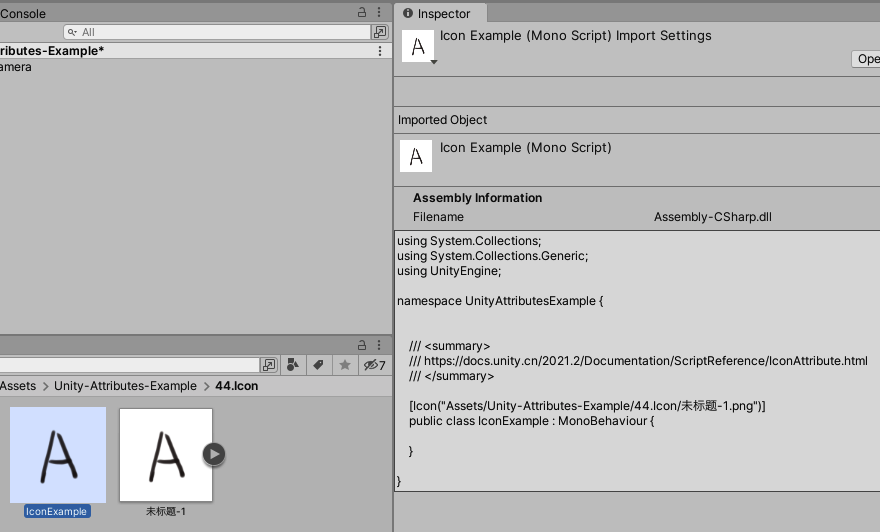 Console
Inspector
All
Icon Example (Mono Script) Import Settings
ributes-Example*
Ope
amera
Imported Object
A
Icon Example (Mono Script)
A
Assembly Information
Filename Assembly-CSharp.dll
using System.Collections;
using System.Collections.Generic;
using UnityEngine;
namespace UnityAttributesExample {
/// <summary>
/// https://docs.unity.cn/2021.2/Documentation/ScriptReference/IconAttribute.html
/// </summary>
[Icon("Assets/Unity-Attributes-Example/44.Icon/未标题-1.png")]
public class IconExample : MonoBehaviour {
}
}
7
Assets > Unity-Attributes-Example > 44.Icon
A
A
IconExample
未标题-1